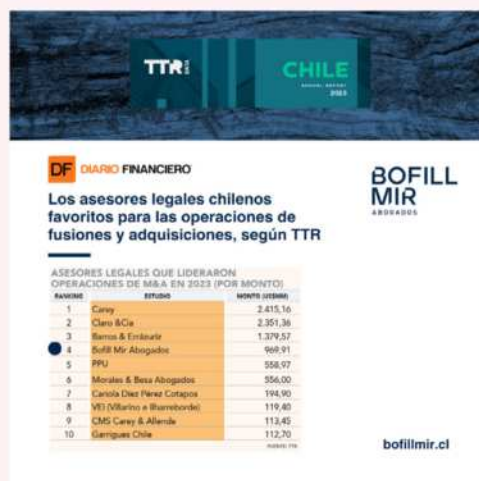 TTR DATA
CHILE
ANNUAL REPORT
2023
DF DIARIO FINANCIERO
BOFILL
MIR
ABOGADOS
Los asesores legales chilenos
favoritos para las operaciones de
fusiones y adquisiciones, según TTR
ASESORES LEGALES QUE LIDERARON
OPERACIONES DE M&A EN 2023 (POR MONTO)
RANKING ESTUDIO MONTO (US$MM)
1 Carey 2.415,16
2 Claro &Cia 2.351,36
3 Barros & Errázuriz 1.379,57
4 Bofill Mir Abogados 969,91
5 PPU 558,97
6 Morales & Besa Abogados 556,00
7 Cariola Díez Pérez Cotapos 194,90
8 VEI (Villarino e Ilharreborde) 119,40
9 CMS Carey & Allende 113,45
10 Garrigues Chile 112,70
FUENTE: TTR
bofillmir.cl